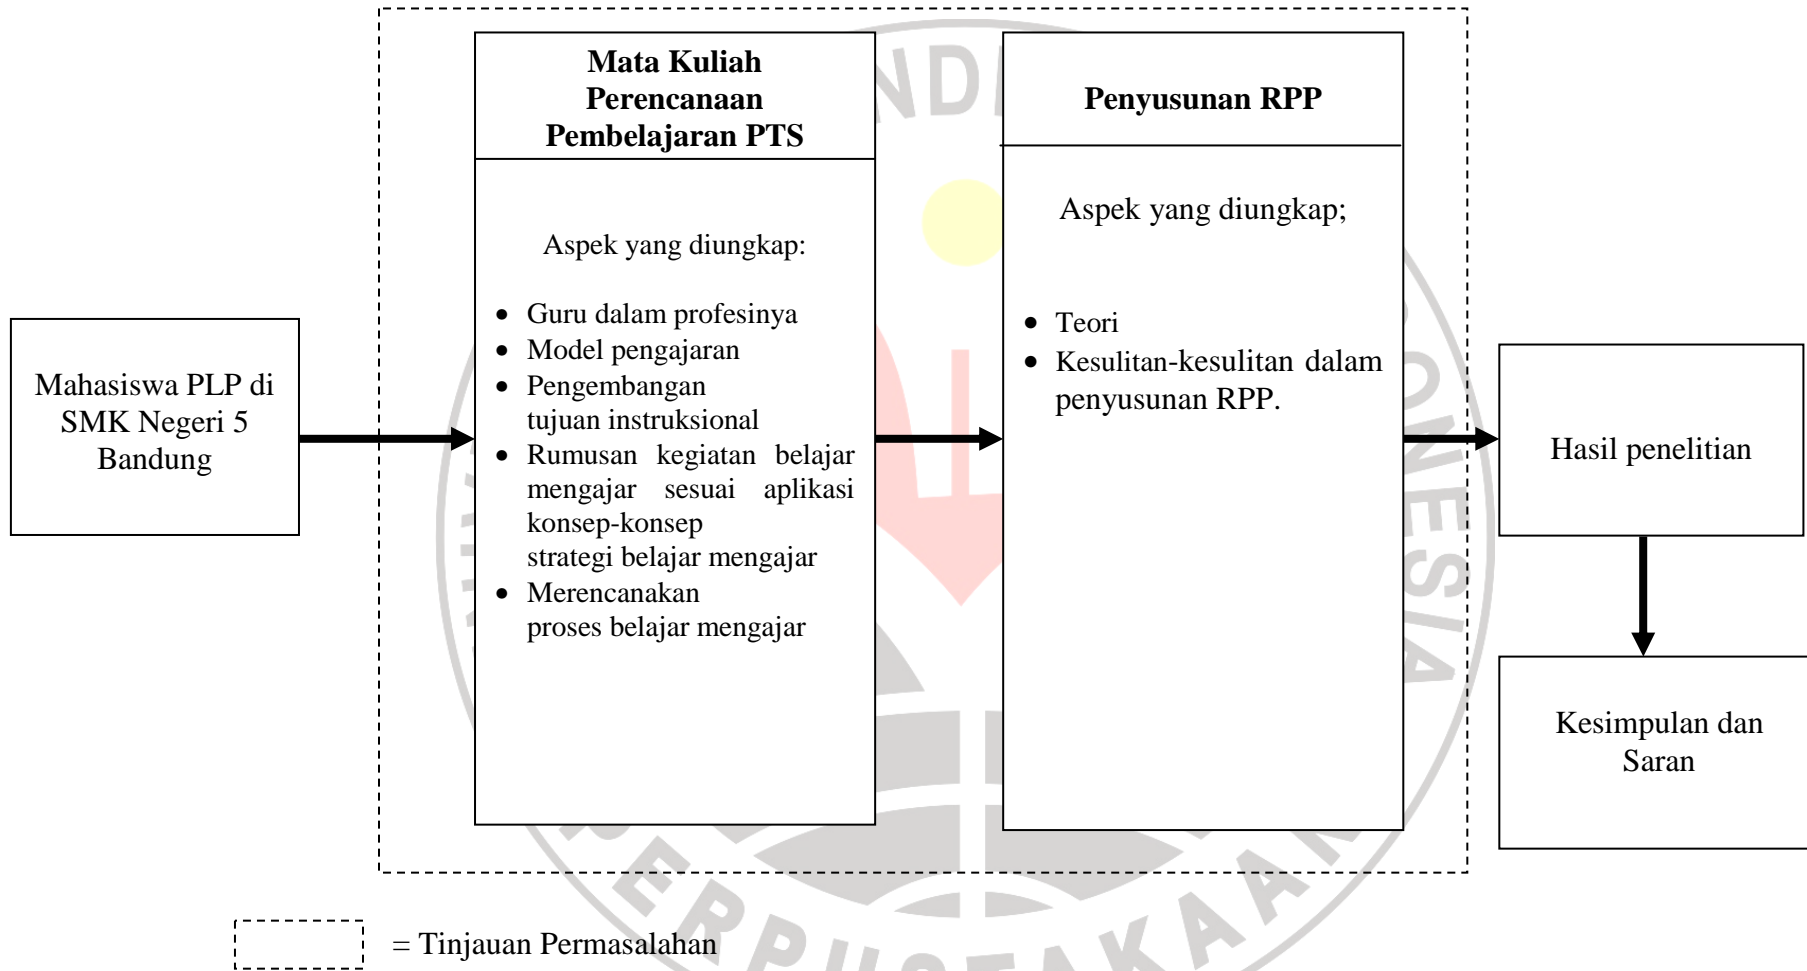 Mata Kuliah
Perencanaan
Pembelajaran PTS
Aspek yang diungkap:
• Guru dalam profesinya
• Model pengajaran
• Pengembangan
tujuan instruksional
• Rumusan kegiatan belajar
mengajar sesuai aplikasi
konsep-konsep
strategi belajar mengajar
• Merencanakan
proses belajar mengajar
Penyusunan RPP
Aspek yang diungkap;
• Teori
• Kesulitan-kesulitan dalam
penyusunan RPP.
Mahasiswa PLP di
SMK Negeri 5
Bandung
Hasil penelitian
Kesimpulan dan
Saran
= Tinjauan Permasalahan
PERPUSTAKAAN